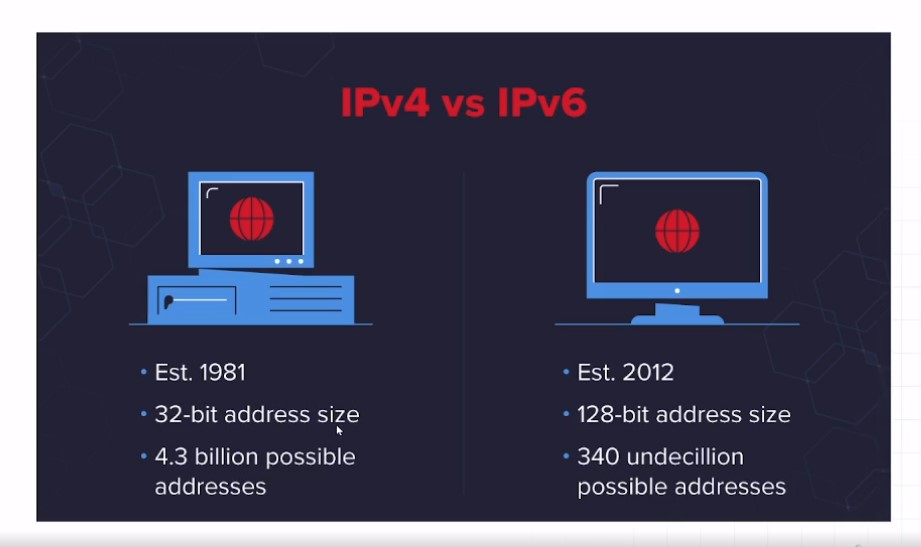 IPv4 vs IPv6
• Est. 1981
• 32-bit address size
• 4.3 billion possible
addresses
• Est. 2012
• 128-bit address size
• 340 undecillion
possible addresses